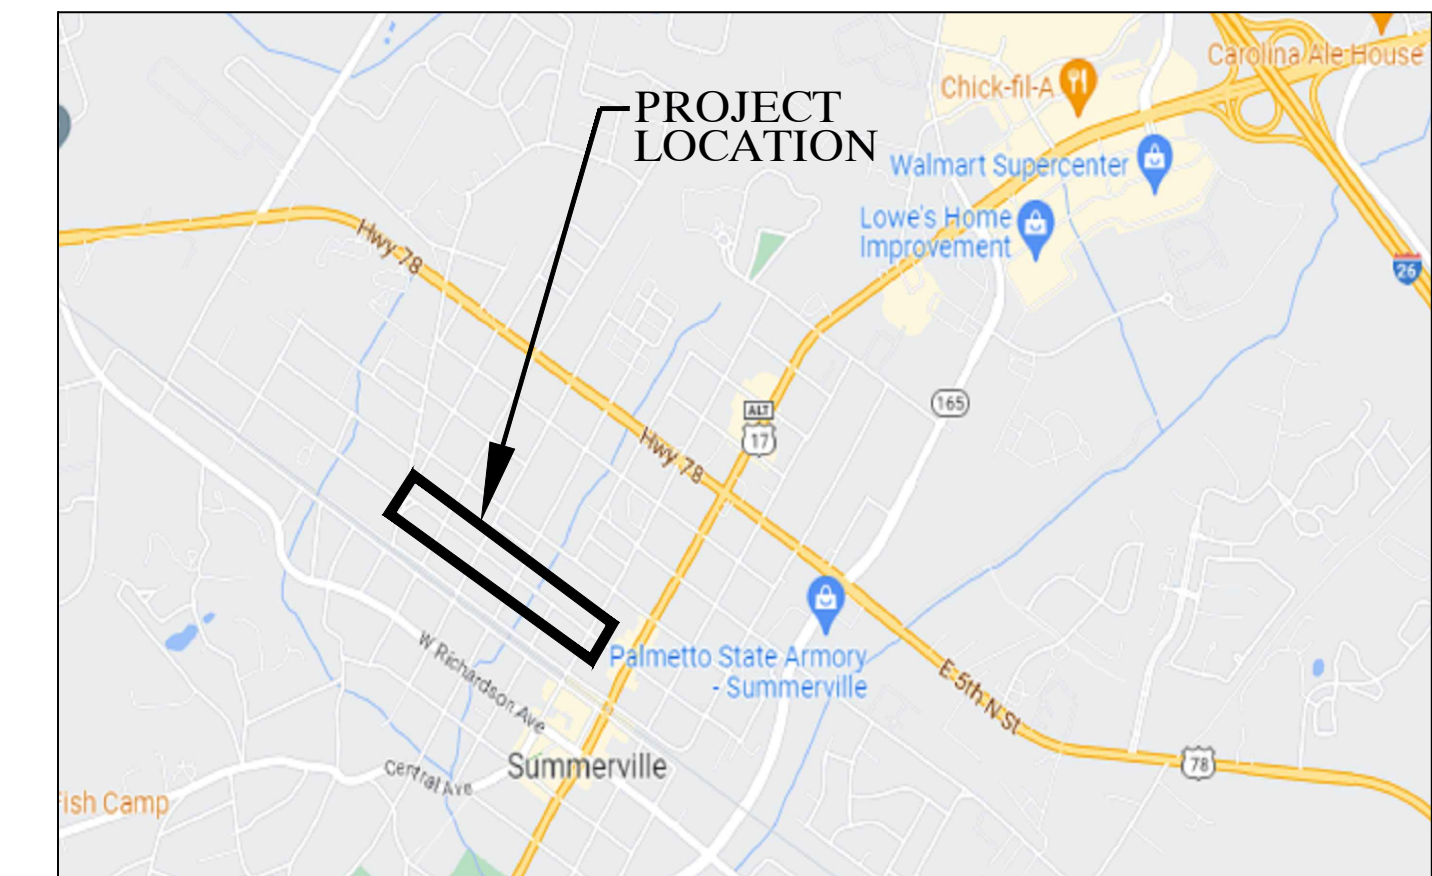 Carolina Ale House
Chick-fil-A
PROJECT
LOCATION
Walmart Supercenter
Lowe's Home
Improvement
Hwy 78
26
165
ALT
17
Hwy 78
Palmetto State Armory
- Summerville
W Richardson Ave
E 5th N St
Summerville
78
Central Ave
Fish Camp